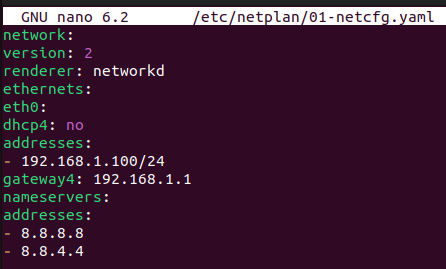 GNU nano 6.2 /etc/netplan/01-netcfg.yaml
network:
version: 2
renderer: networkd
ethernets:
eth0:
dhcp4: no
addresses:
- 192.168.1.100/24
gateway4: 192.168.1.1
nameservers:
addresses:
- 8.8.8.8
- 8.8.4.4